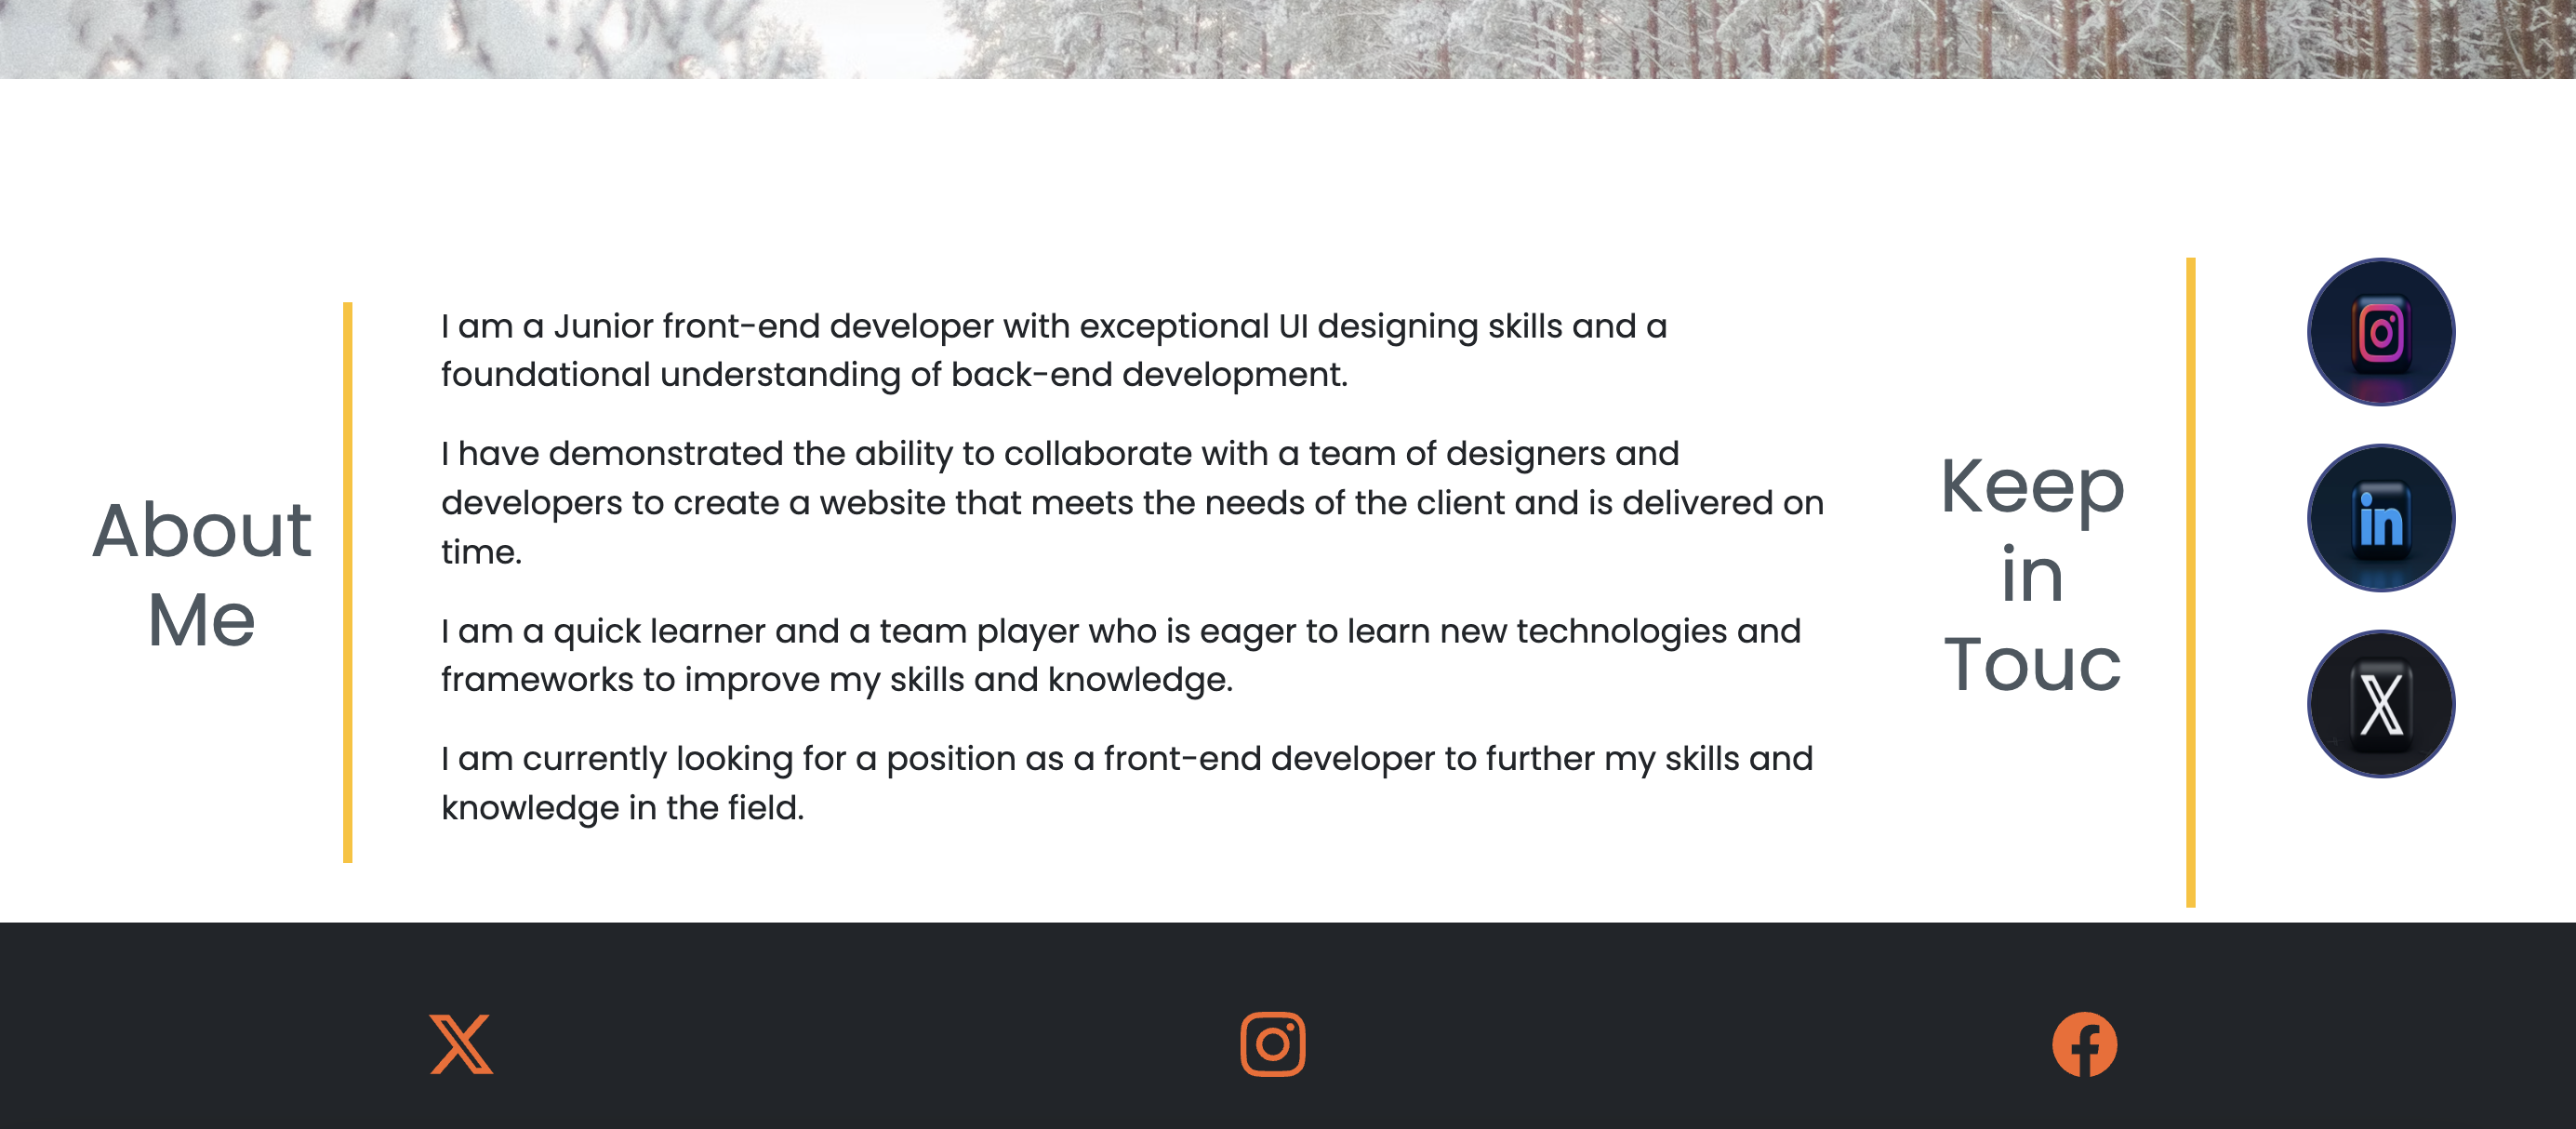 About
Me
I am a Junior front-end developer with exceptional UI designing skills and a
foundational understanding of back-end development.
I have demonstrated the ability to collaborate with a team of designers and
developers to create a website that meets the needs of the client and is delivered on
time.
I am a quick learner and a team player who is eager to learn new technologies and
frameworks to improve my skills and knowledge.
I am currently looking for a position as a front-end developer to further my skills and
knowledge in the field.
Keep
in
Touc
in